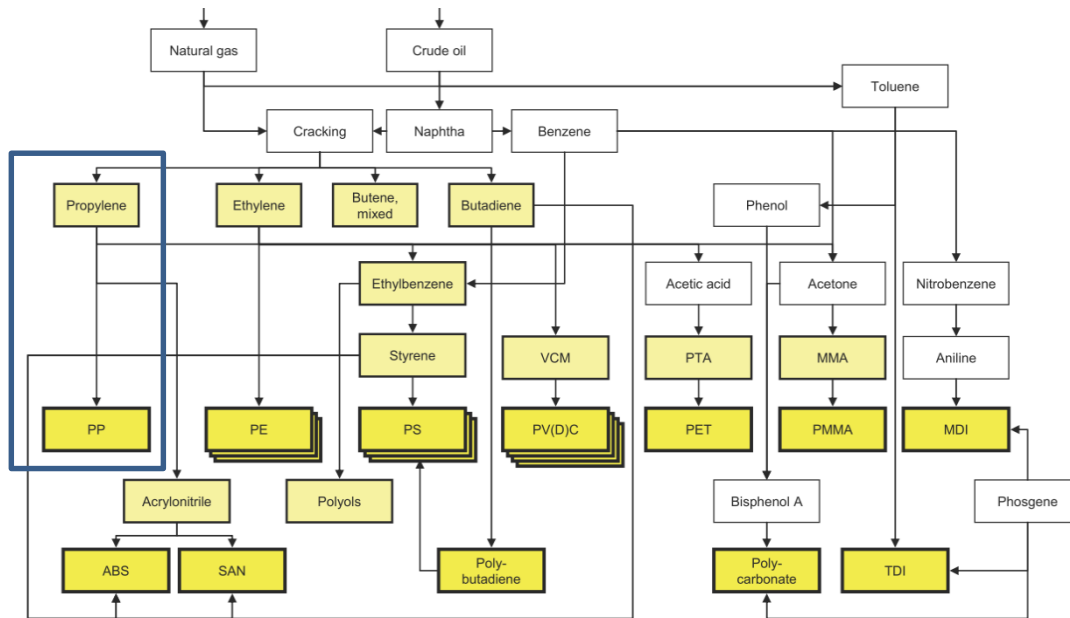 Natural gas
Crude oil
Toluene
Cracking
Naphtha
Benzene
Propylene
Ethylene
Butene,
mixed
Butadiene
Phenol
Ethylbenzene
Acetic acid
Acetone
Nitrobenzene
Styrene
VCM
PTA
MMA
Aniline
PP
PE
PS
PV(D)C
PET
PMMA
MDI
Acrylonitrile
Polyols
Bisphenol A
Phosgene
ABS
SAN
Poly-
butadiene
Poly-
carbonate
TDI